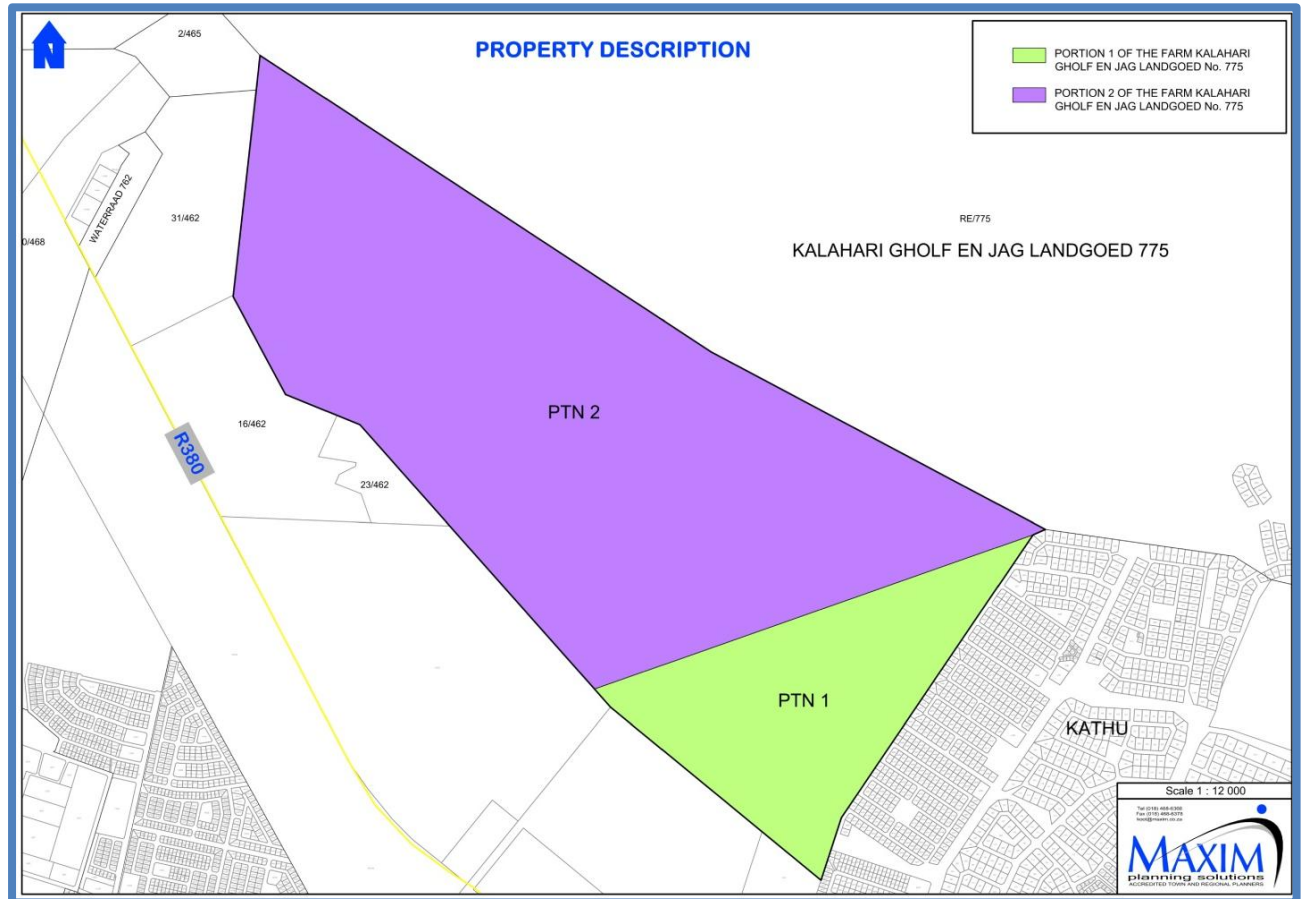 N
2/465
PROPERTY DESCRIPTION
PORTION 1 OF THE FARM KALAHARI
GHOLF EN JAG LANDGOED No. 775
PORTION 2 OF THE FARM KALAHARI
GHOLF EN JAG LANDGOED No. 775
WATERRAAD 762
31/462
0/468
RE/775
KALAHARI GHOLF EN JAG LANDGOED 775
PTN 2
16/462
R380
23/462
PTN 1
KATHU
Scale 1 : 12 000
MAXIM
planning solutions
ACCREDITED TOWN AND REGIONAL PLANNERS